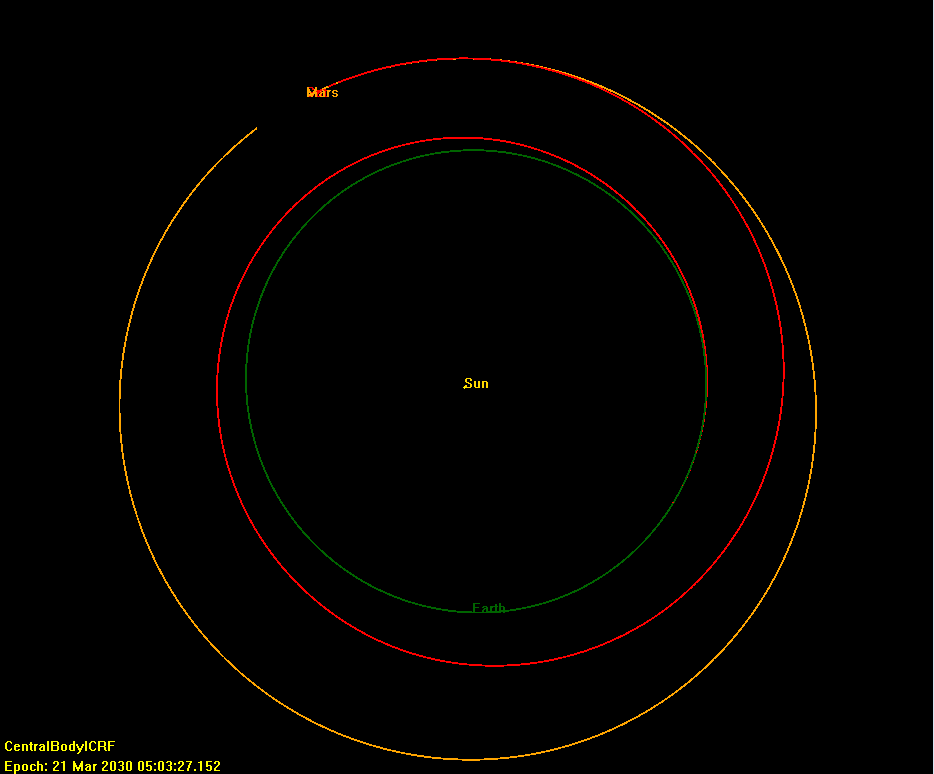 Mars
Sun
Earth
CentralBodyICRF
Epoch: 21 Mar 2030 05:03:27.152